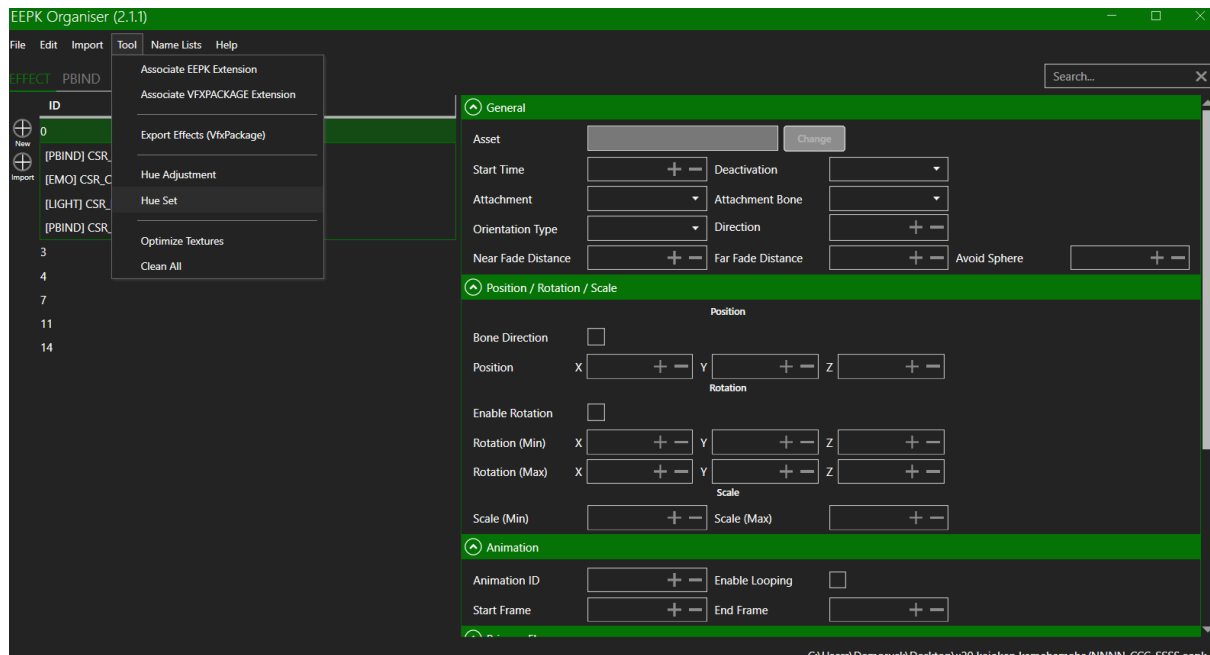 EEPK Organiser (2.1.1)
File Edit Import Tool Name Lists Help
Associate EEPK Extension
Associate VFXPACKAGE Extension
Export Effects (VfxPackage)
Hue Adjustment
Hue Set
Optimize Textures
Clean All
EFFECT PBIND
Search...
ID
New
Import
0
[PBIND] CSR_
[EMO] CSR_C
[LIGHT] CSR_
[PBIND] CSR_
3
4
7
11
14
General
Asset Change
Start Time Deactivation
Attachment Attachment Bone
Orientation Type Direction
Near Fade Distance Far Fade Distance Avoid Sphere
Position / Rotation / Scale
Position
Bone Direction
Position X Y Z
Rotation
Enable Rotation
Rotation (Min) X Y Z
Rotation (Max) X Y Z
Scale
Scale (Min) Scale (Max)
Animation
Animation ID Enable Looping
Start Frame End Frame